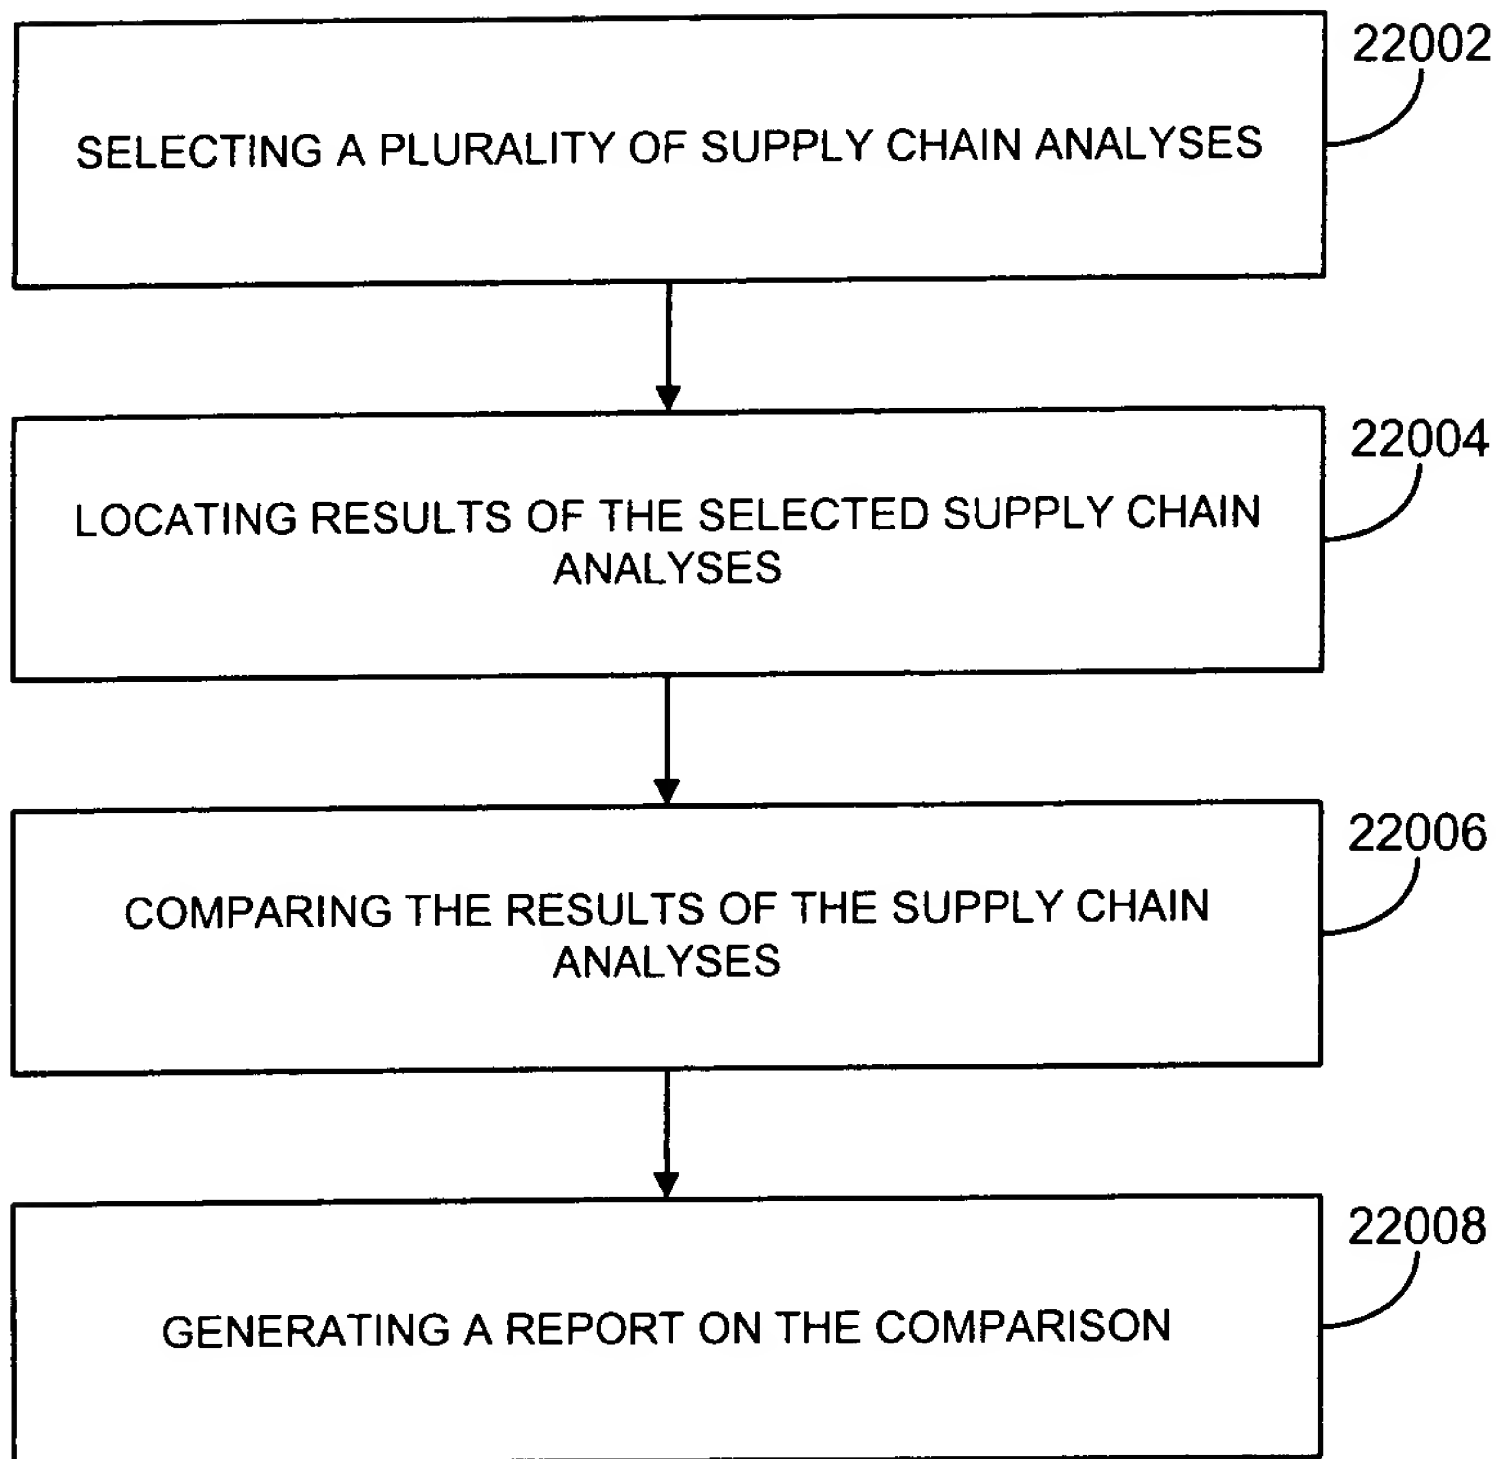 22002
SELECTING A PLURALITY OF SUPPLY CHAIN ANALYSES
22004
LOCATING RESULTS OF THE SELECTED SUPPLY CHAIN
ANALYSES
22006
COMPARING THE RESULTS OF THE SUPPLY CHAIN
ANALYSES
22008
GENERATING A REPORT ON THE COMPARISON